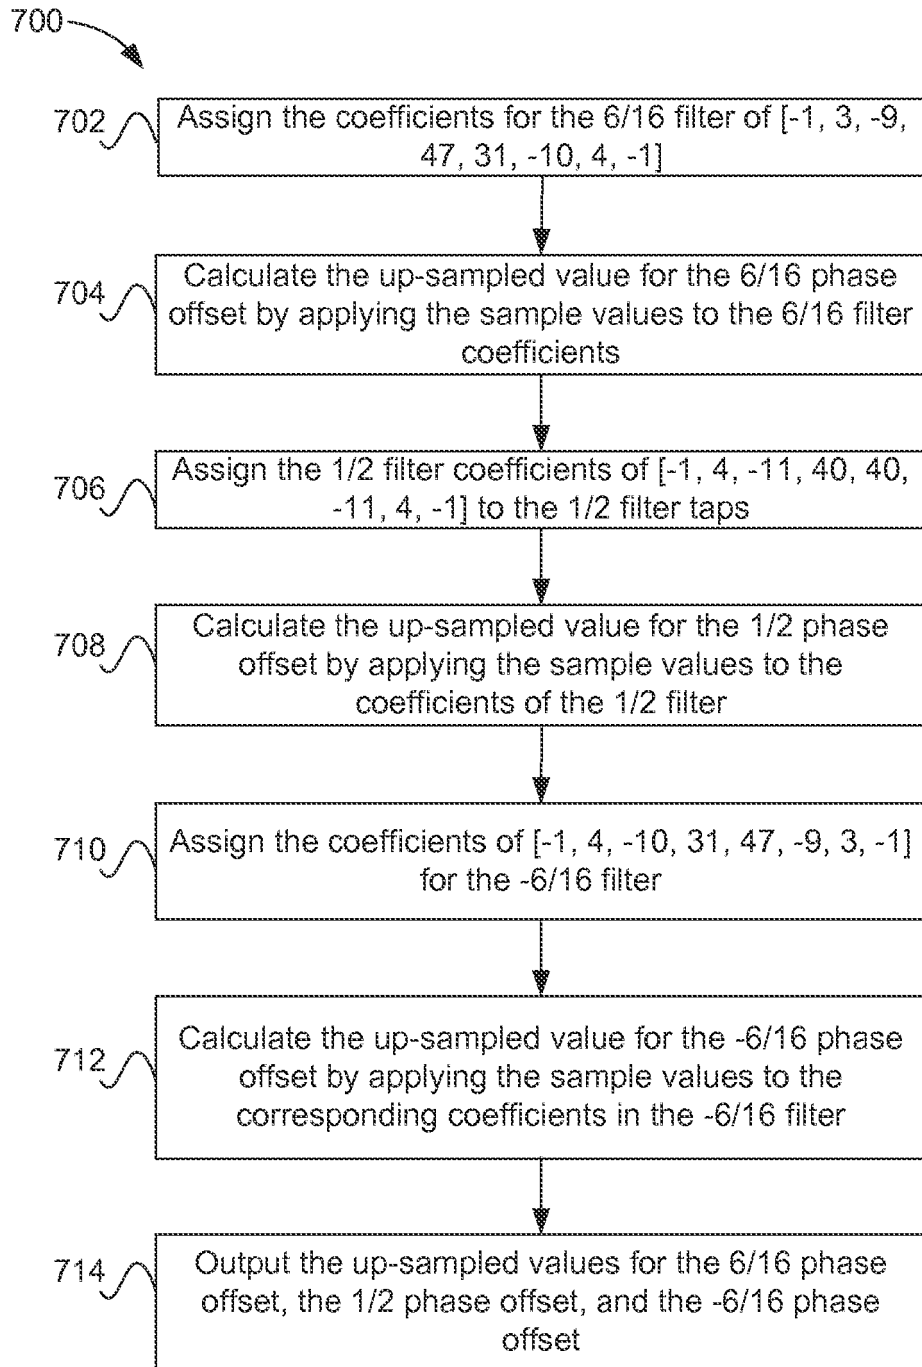 700
702
Assign the coefficients for the 6/16 filter of [-1, 3, -9,
47, 31, -10, 4, -1]
704
Calculate the up-sampled value for the 6/16 phase
offset by applying the sample values to the 6/16 filter
coefficients
706
Assign the 1/2 filter coefficients of [-1, 4, -11, 40, 40,
-11, 4, -1] to the 1/2 filter taps
708
Calculate the up-sampled value for the 1/2 phase
offset by applying the sample values to the
coefficients of the 1/2 filter
710
Assign the coefficients of [-1, 4, -10, 31, 47, -9, 3, -1]
for the -6/16 filter
712
Calculate the up-sampled value for the -6/16 phase
offset by applying the sample values to the
corresponding coefficients in the -6/16 filter
714
Output the up-sampled values for the 6/16 phase
offset, the 1/2 phase offset, and the -6/16 phase
offset